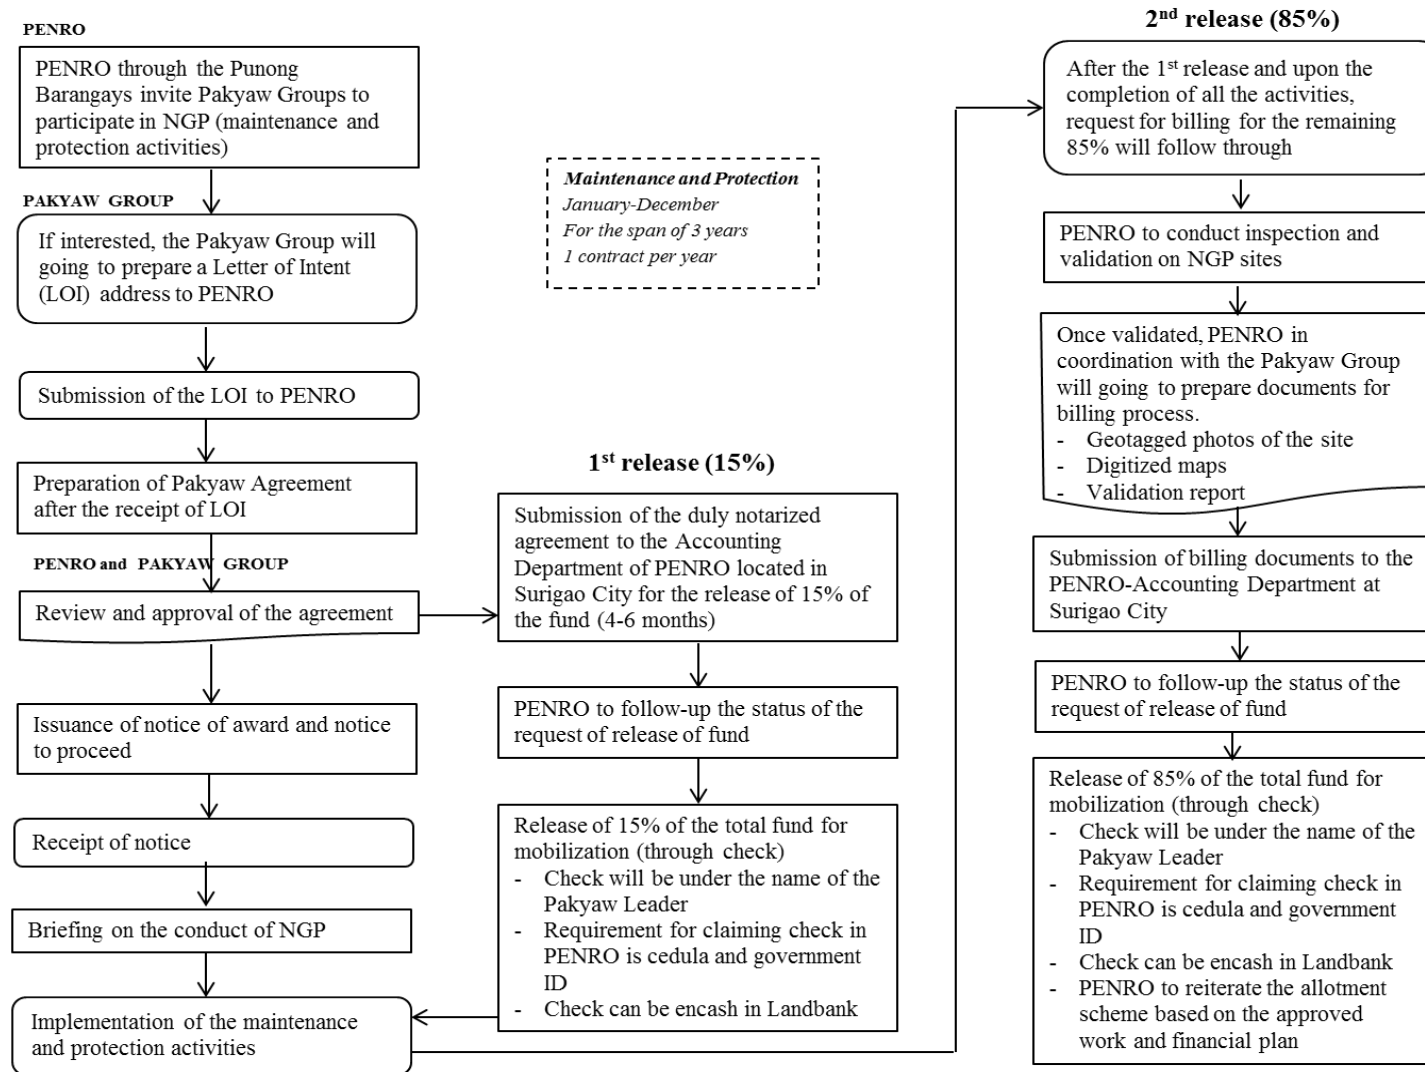 PENRO
PENRO through the Punong
Barangays invite Pakyaw Groups to
participate in NGP (maintenance and
protection activities)
PAKYAW GROUP
If interested, the Pakyaw Group will
going to prepare a Letter of Intent
(LOI) address to PENRO
Submission of the LOI to PENRO
Preparation of Pakyaw Agreement
after the receipt of LOI
PENRO and PAKYAW GROUP
Review and approval of the agreement
Issuance of notice of award and notice
to proceed
Receipt of notice
Briefing on the conduct of NGP
Implementation of the maintenance
and protection activities
Maintenance and Protection
January-December
For the span of 3 years
1 contract per year
1st release (15%)
Submission of the duly notarized
agreement to the Accounting
Department of PENRO located in
Surigao City for the release of 15% of
the fund (4-6 months)
PENRO to follow-up the status of the
request of release of fund
Release of 15% of the total fund for
mobilization (through check)
- Check will be under the name of the
Pakyaw Leader
- Requirement for claiming check in
PENRO is cedula and government
ID
- Check can be encash in Landbank
2nd release (85%)
After the 1st release and upon the
completion of all the activities,
request for billing for the remaining
85% will follow through
PENRO to conduct inspection and
validation on NGP sites
Once validated, PENRO in
coordination with the Pakyaw Group
will going to prepare documents for
billing process.
- Geotagged photos of the site
- Digitized maps
- Validation report
Submission of billing documents to the
PENRO-Accounting Department at
Surigao City
PENRO to follow-up the status of the
request of release of fund
Release of 85% of the total fund for
mobilization (through check)
- Check will be under the name of the
Pakyaw Leader
- Requirement for claiming check in
PENRO is cedula and government
ID
- Check can be encash in Landbank
- PENRO to reiterate the allotment
scheme based on the approved
work and financial plan